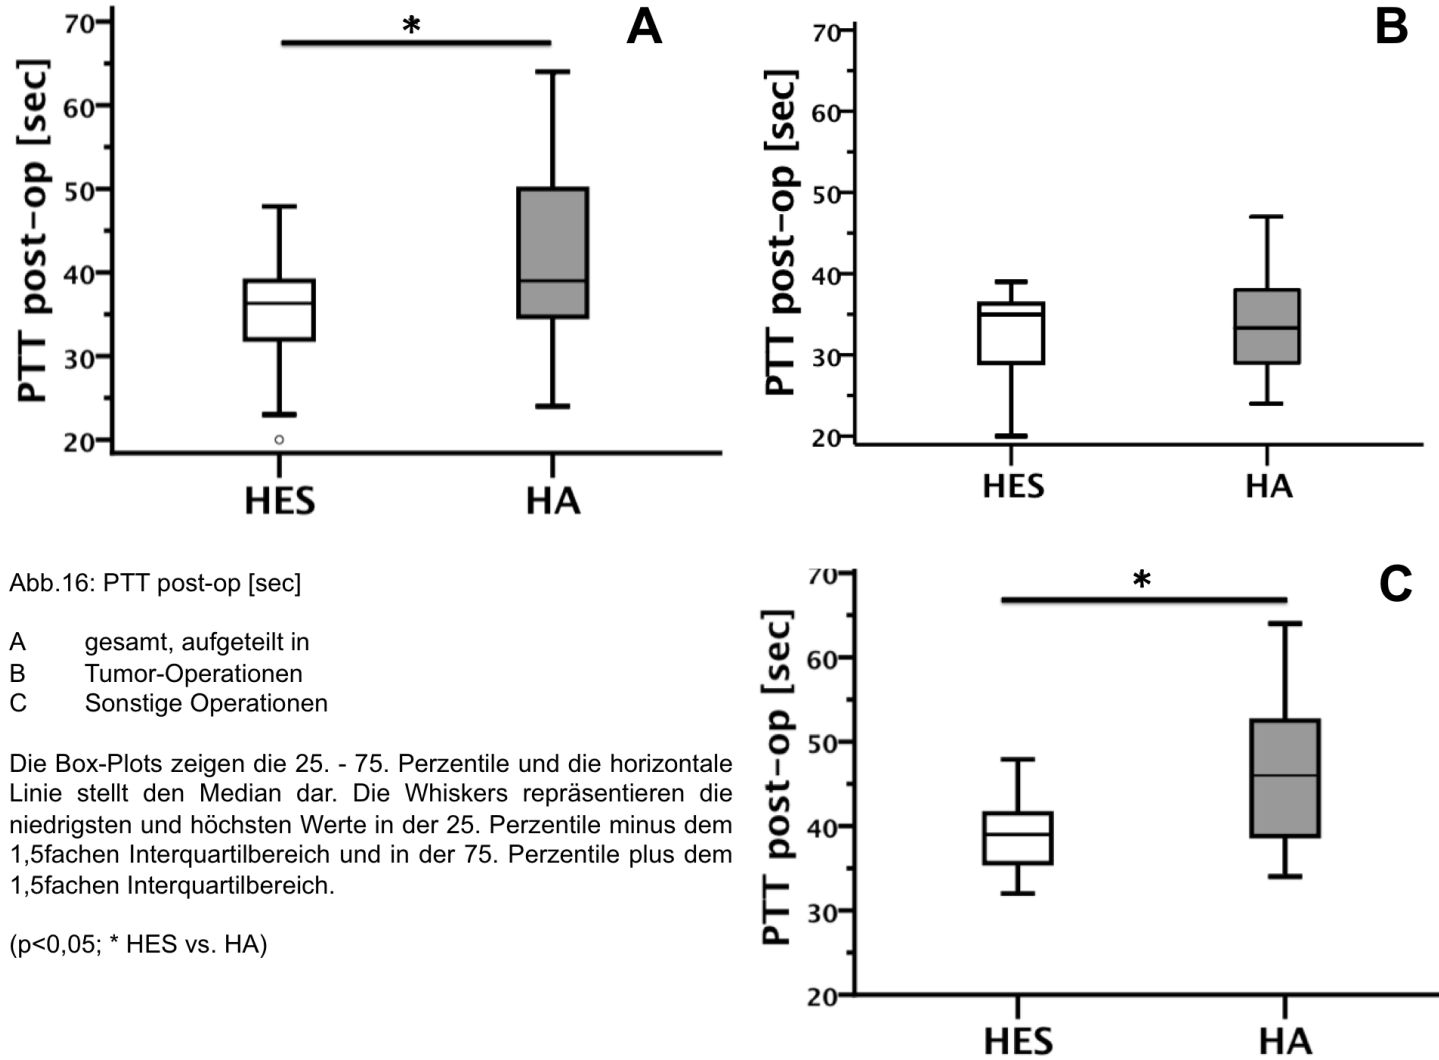 A
*
PTT post-op [sec]
70
60
50
40
30
20
HES HA
B
PTT post-op [sec]
70
60
50
40
30
20
HES HA
Abb.16: PTT post-op [sec]
A gesamt, aufgeteilt in
B Tumor-Operationen
C Sonstige Operationen
Die Box-Plots zeigen die 25. - 75. Perzentile und die horizontale
Linie stellt den Median dar. Die Whiskers repräsentieren die
niedrigsten und höchsten Werte in der 25. Perzentile minus dem
1,5fachen Interquartilbereich und in der 75. Perzentile plus dem
1,5fachen Interquartilbereich.
(p<0,05; * HES vs. HA)
C
*
PTT post-op [sec]
70
60
50
40
30
20
HES HA